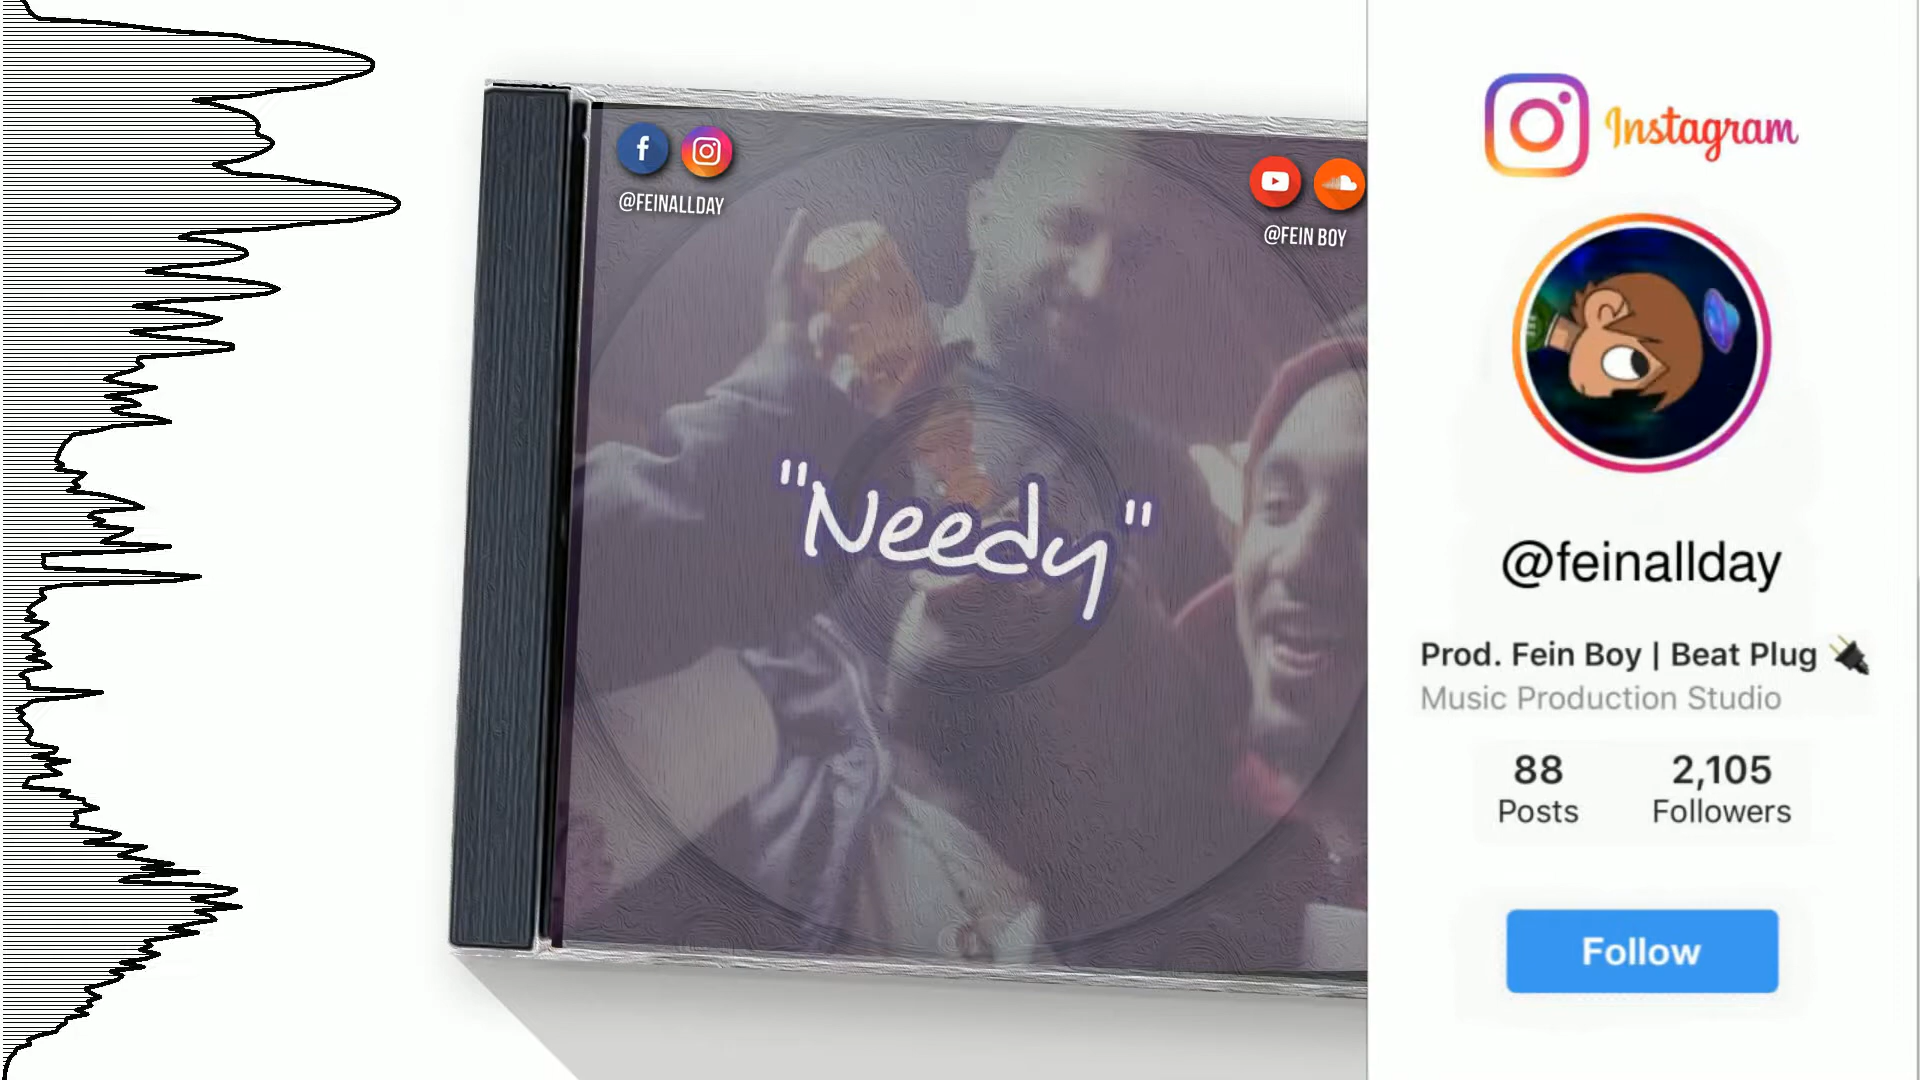 @FEINALLDAY
@FEIN BOY
"Needy"
Instagram
@feinallday
Prod. Fein Boy | Beat Plug 🔌
Music Production Studio
88
Posts
2,105
Followers
Follow